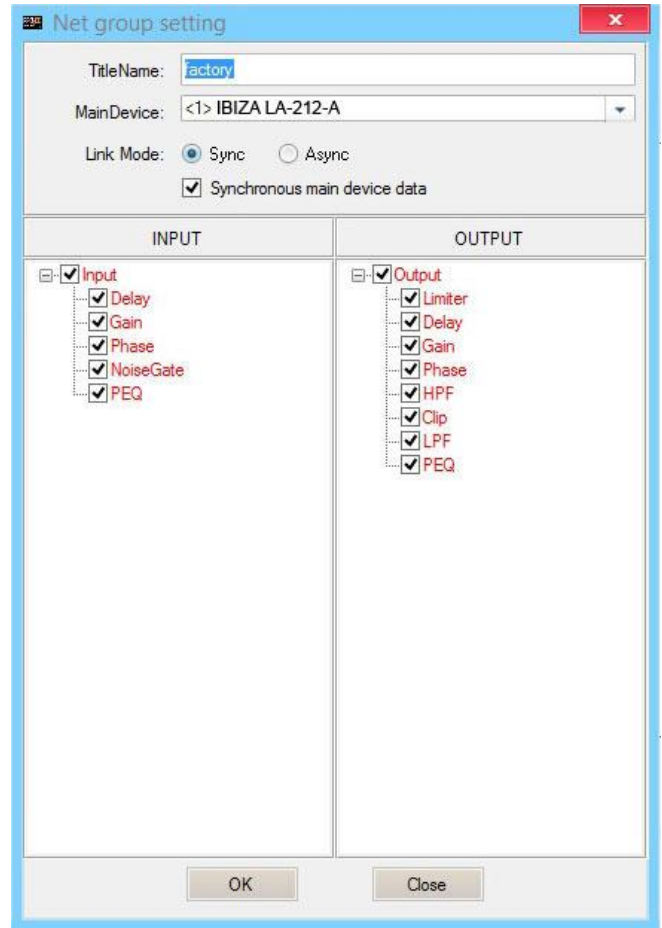 Net group setting
TitleName: factory
MainDevice: <1> IBIZA LA-212-A
Link Mode: Sync Async
Synchronous main device data
INPUT OUTPUT
Input
Delay
Gain
Phase
NoiseGate
PEQ
Output
Limiter
Delay
Gain
Phase
HPF
Clip
LPF
PEQ
OK Close